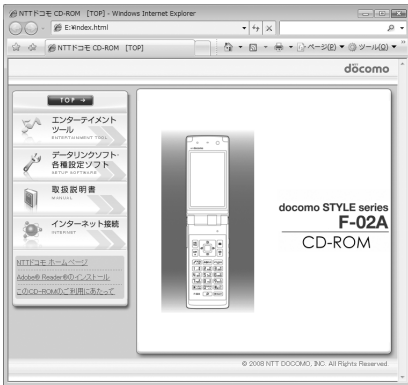 NTTドコモ CD-ROM [TOP] - Windows Internet Explorer
E:¥index.html
NTTドコモ CD-ROM [TOP]
ページ(P)
ツール(O)
döcomo
TOP →
エンターテイメント
ツール
ENTERTAINMENT TOOL
データリンクソフト・
各種設定ソフト
SETUP SOFTWARE
取扱説明書
MANUAL
インターネット接続
INTERNET
NTTドコモ ホームページ
Adobe® Reader®のインストール
このCD-ROMのご利用にあたって
docomo STYLE series
F-02A
CD-ROM
© 2008 NTT DOCOMO, INC. All Rights Reserved.